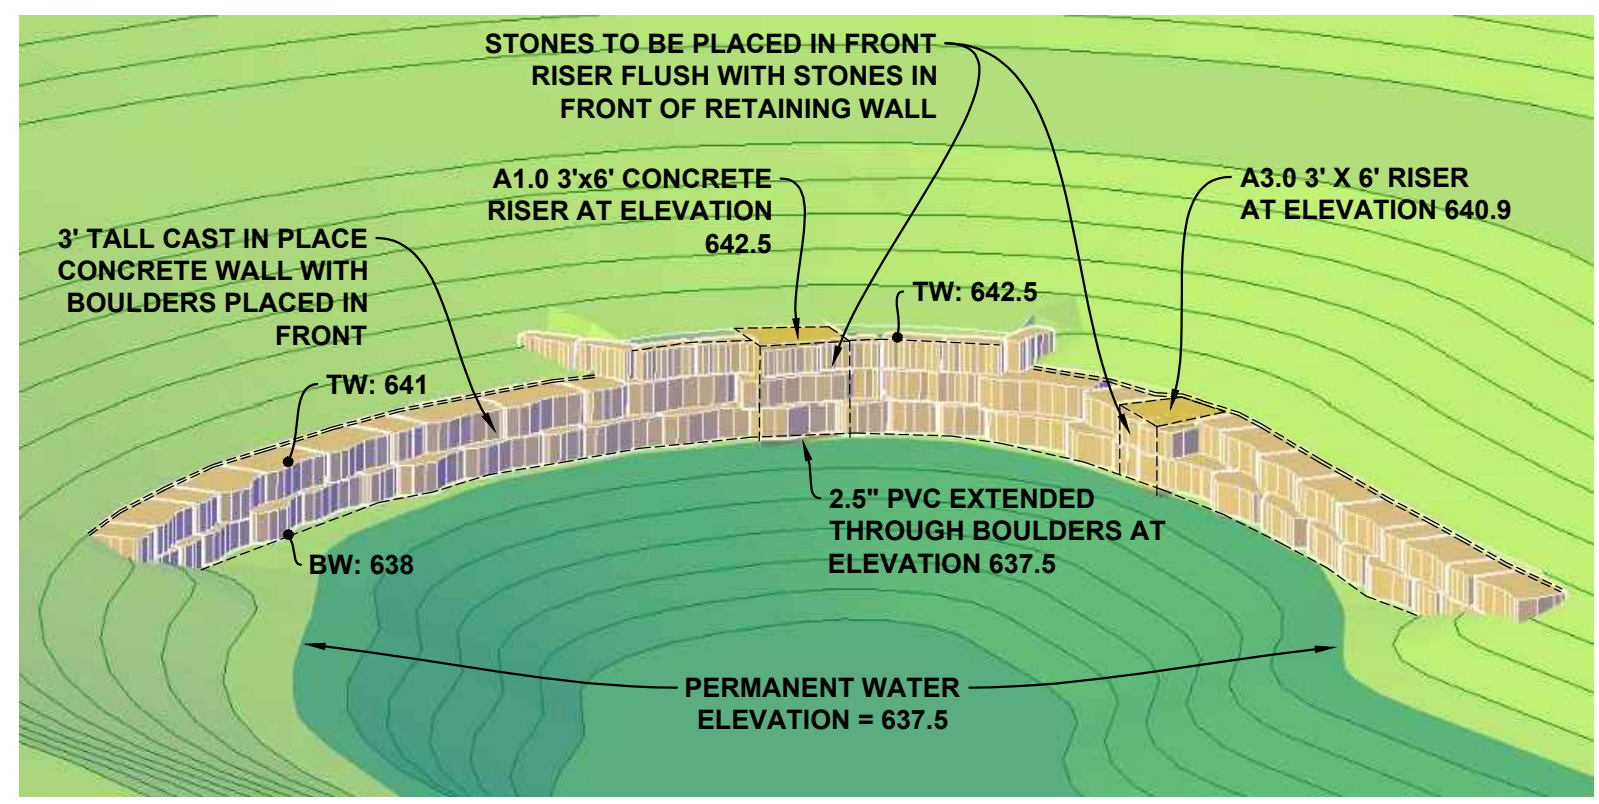 STONES TO BE PLACED IN FRONT
RISER FLUSH WITH STONES IN
FRONT OF RETAINING WALL
A1.0 3'x6' CONCRETE
RISER AT ELEVATION
642.5
A3.0 3' X 6' RISER
AT ELEVATION 640.9
3' TALL CAST IN PLACE
CONCRETE WALL WITH
BOULDERS PLACED IN
FRONT
TW: 642.5
TW: 641
2.5" PVC EXTENDED
THROUGH BOULDERS AT
ELEVATION 637.5
BW: 638
PERMANENT WATER
ELEVATION = 637.5